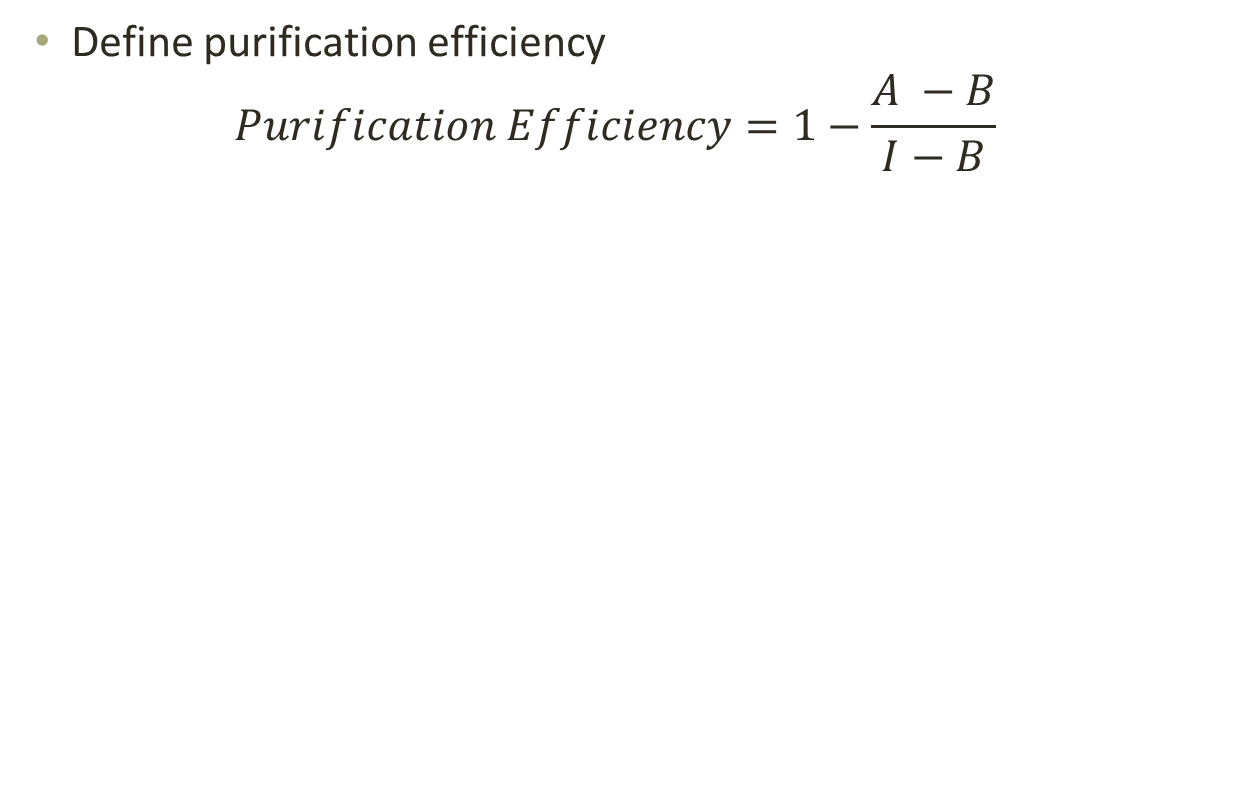 • Define purification efficiency
Purification Efficiency = 1 − (A − B) / (I − B)